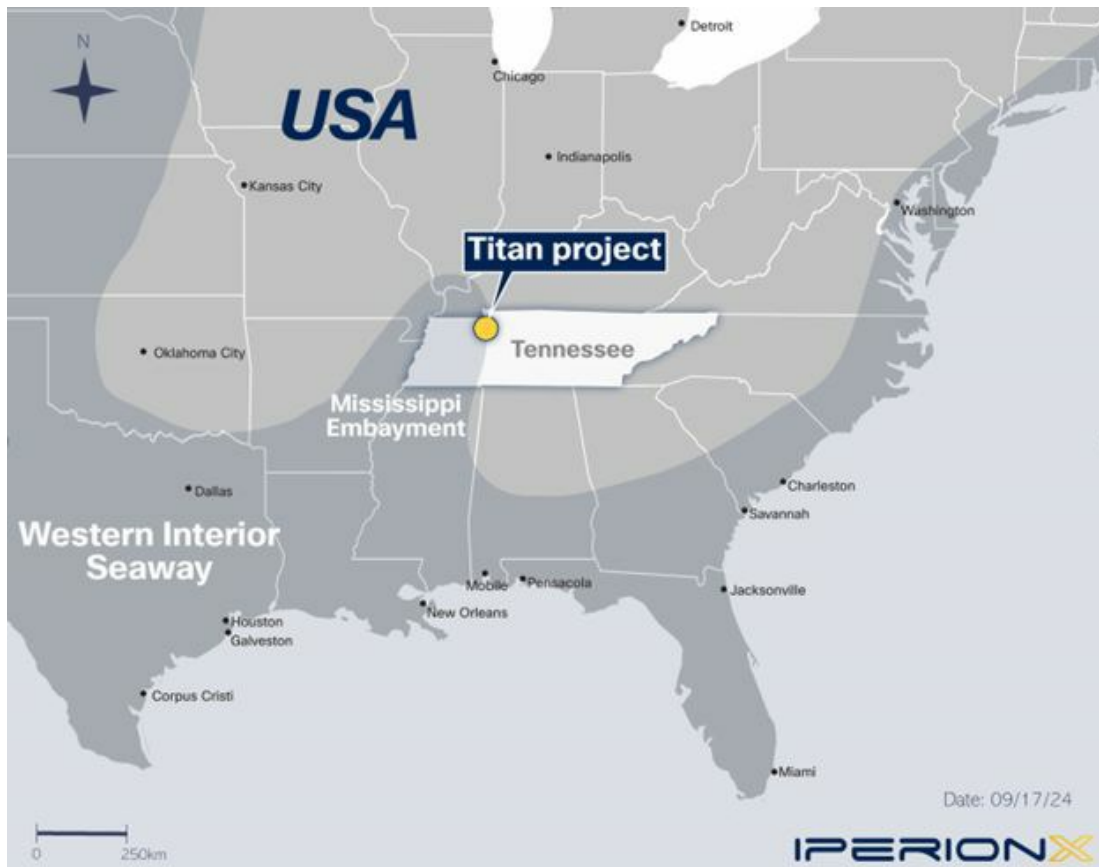 Detroit
N
Chicago
USA
Indianapolis
Kansas City
Washington
Titan project
Oklahoma City
Tennessee
Mississippi
Embayment
Dallas
Charleston
Savannah
Western Interior
Seaway
Mobile
Pensacola
Jacksonville
New Orleans
Houston
Galveston
Corpus Cristi
Miami
Date: 09/17/24
0
250km
IPERIONX